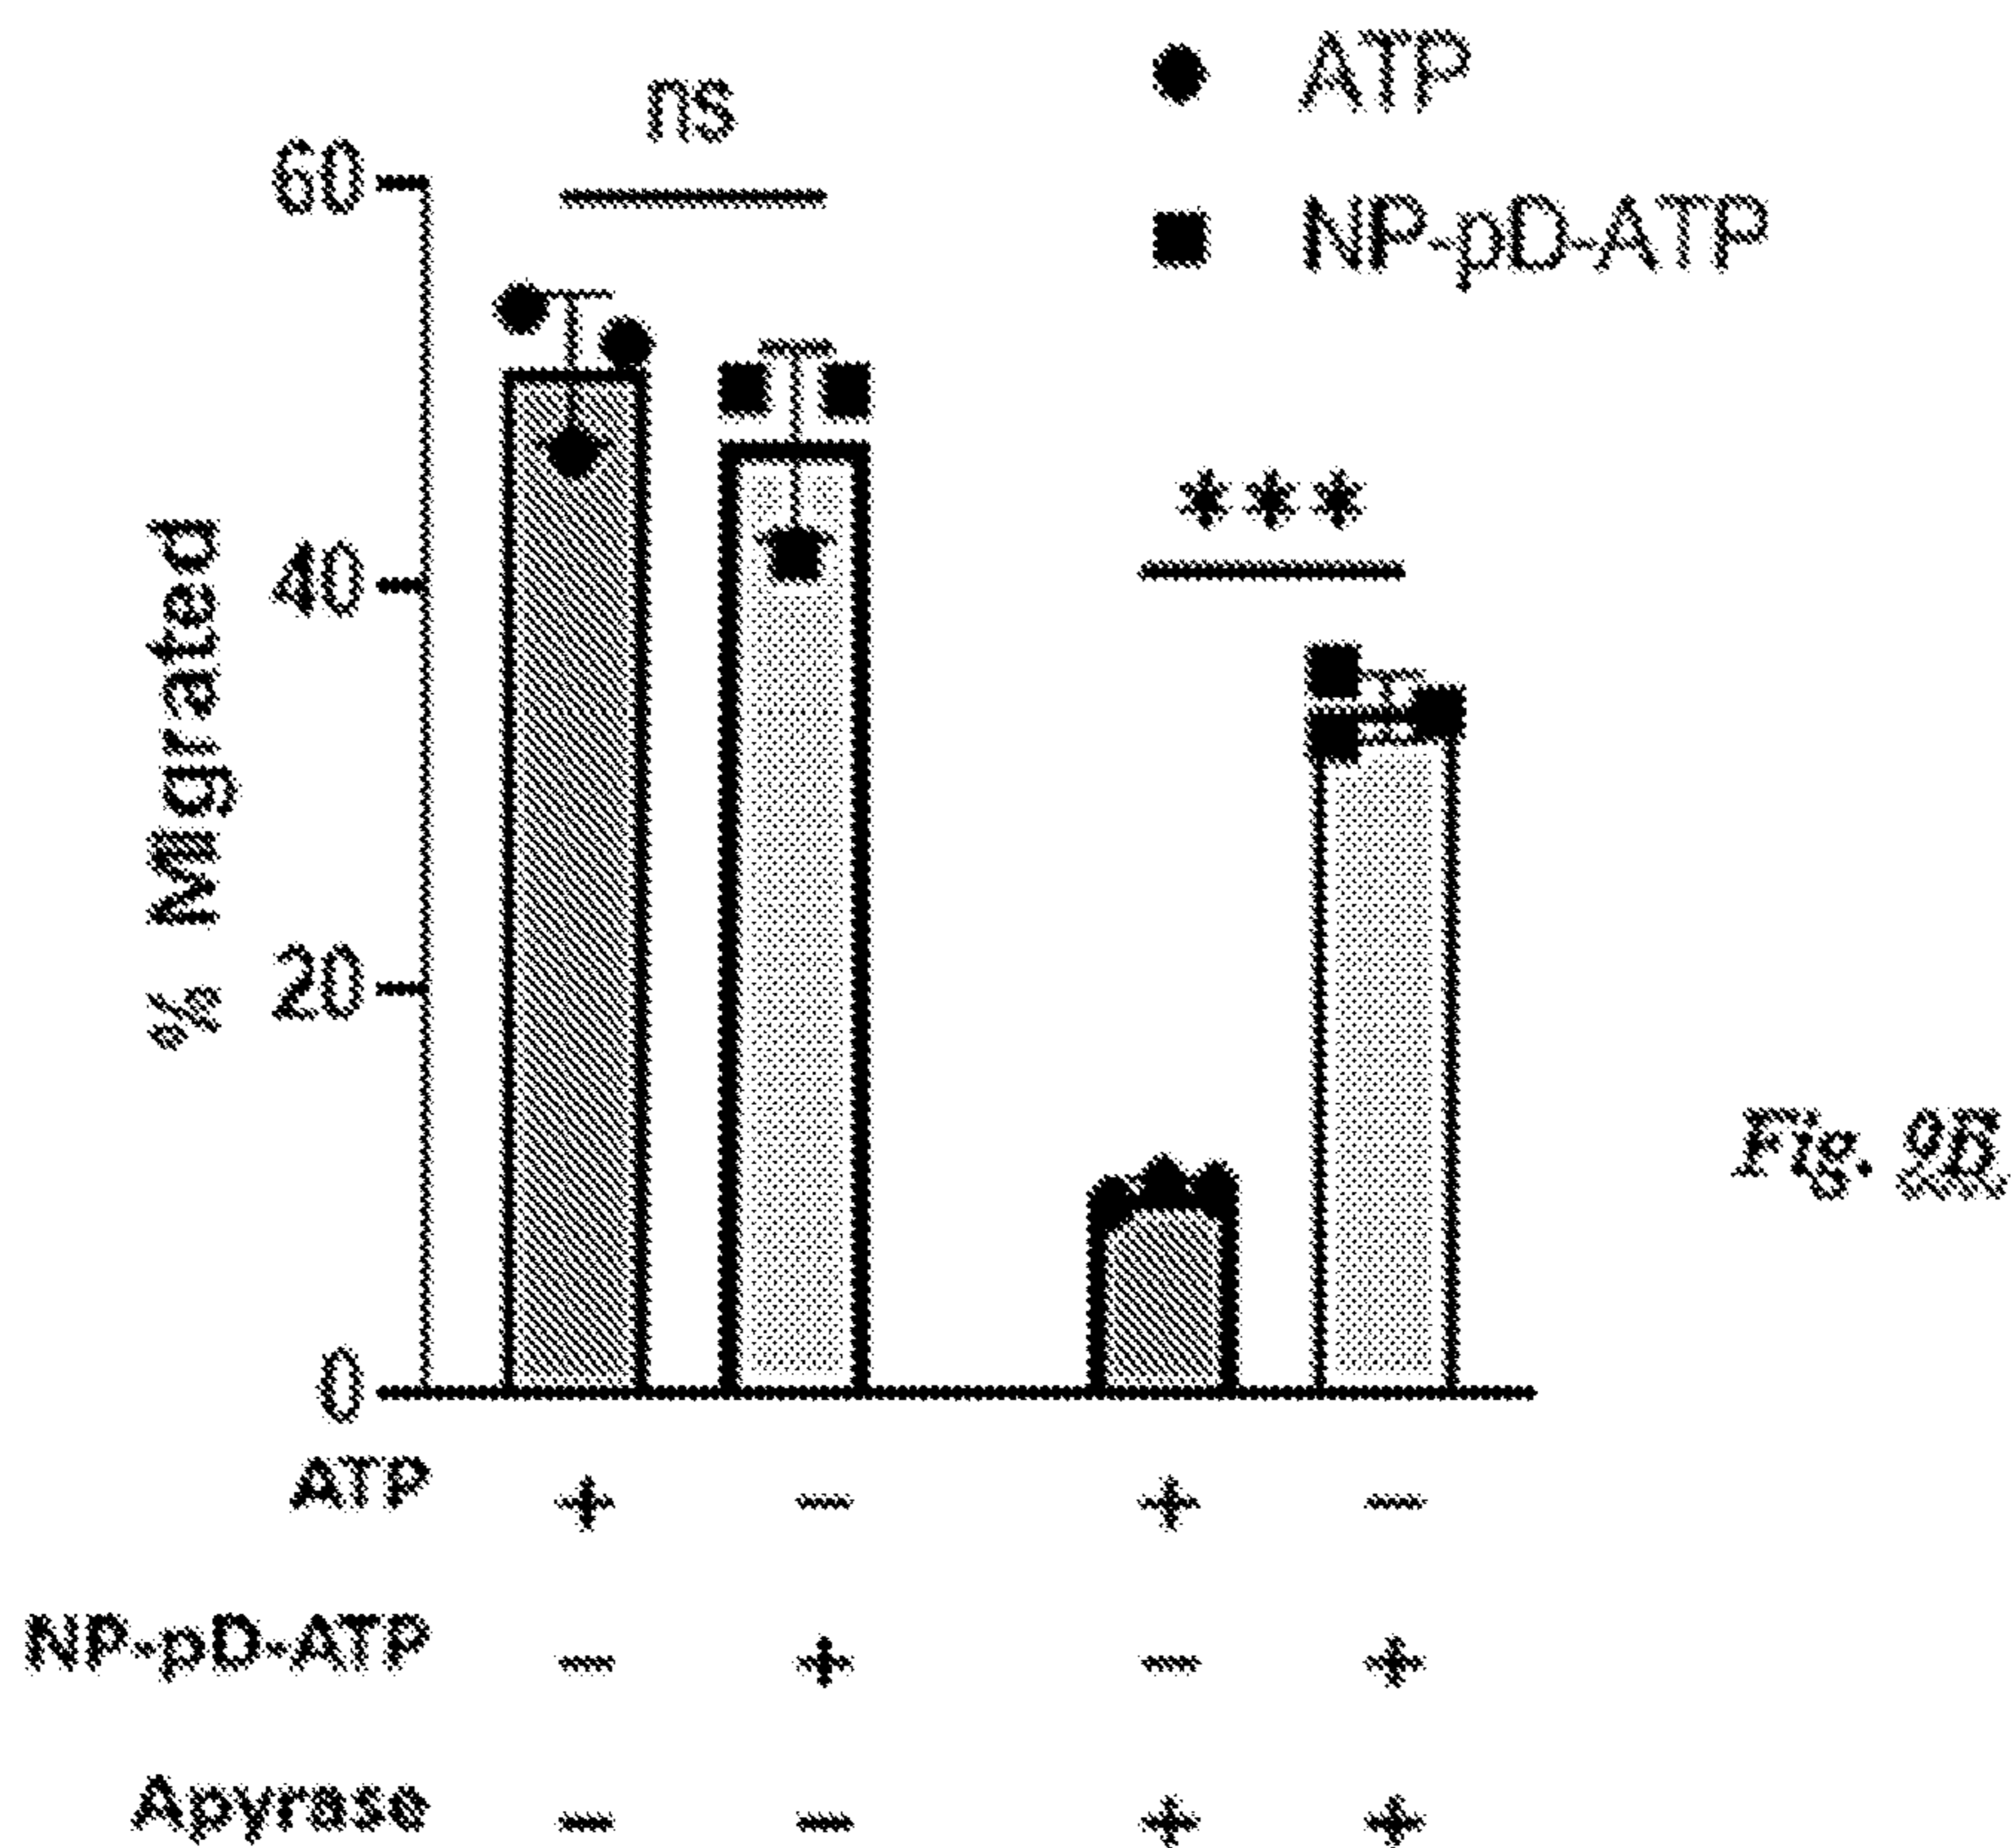 ns
ATP
NP-pD-ATP
60
40
20
0
% Migrated
***
ATP + − + −
NP-pD-ATP − + − +
Apyrase − − + +
Fig. 9B